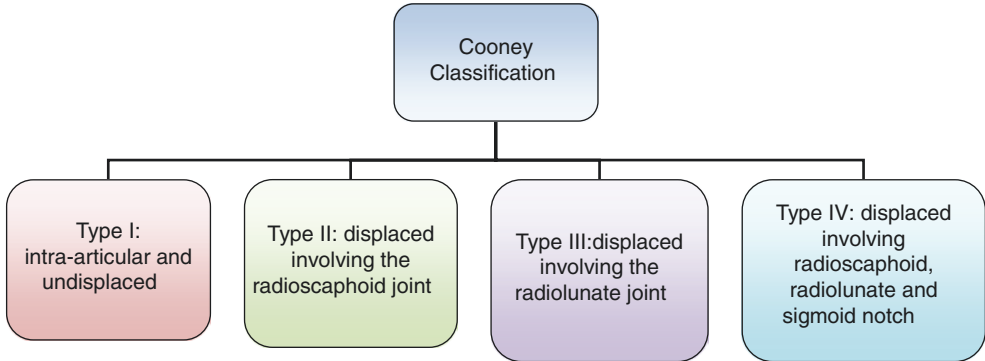 Cooney
Classification
Type I:
intra-articular and
undisplaced
Type II: displaced
involving the
radioscaphoid joint
Type III:displaced
involving the
radiolunate joint
Type IV: displaced
involving
radioscaphoid,
radiolunate and
sigmoid notch